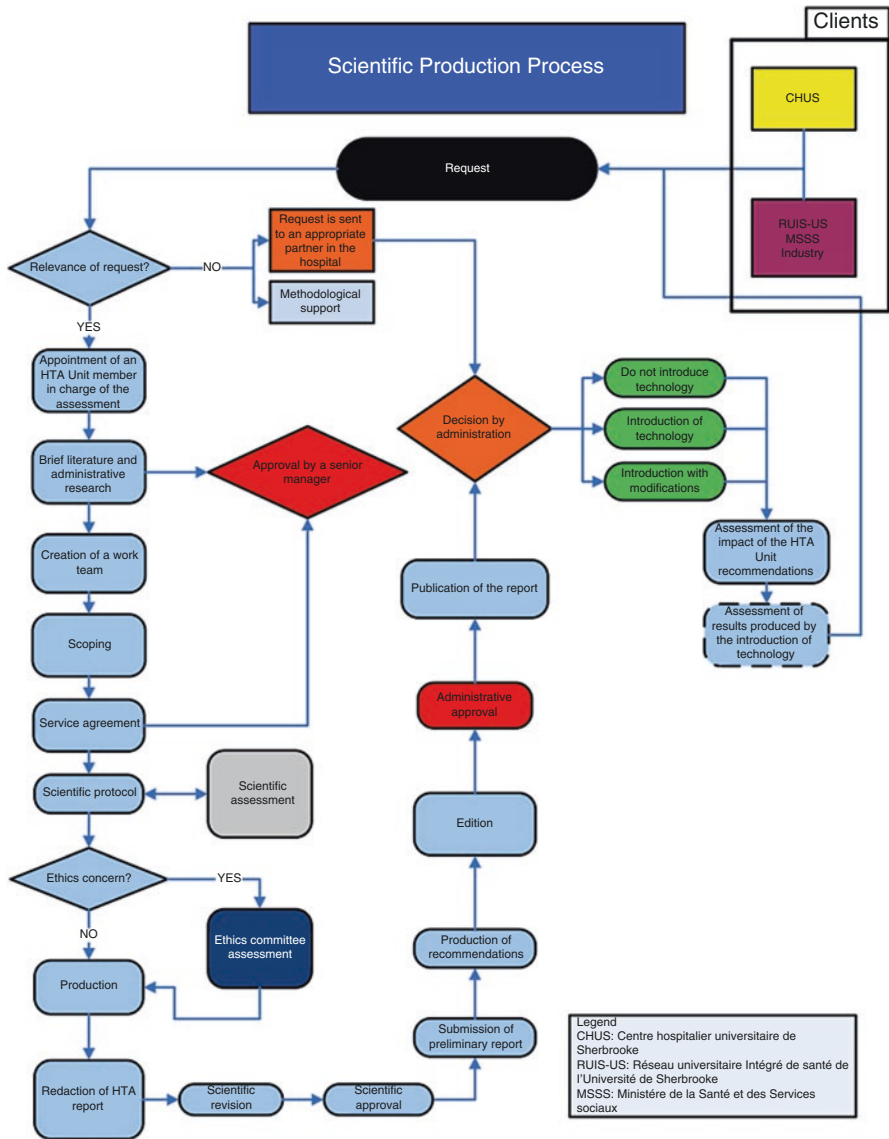 Clients
Scientific Production Process
CHUS
Request
RUIS-US
MSSS
Industry
Request is sent
to an appropriate
partner in the
hospital
Relevance of request?
NO
Methodological
support
YES
Appointment of an
HTA Unit member
in charge of the
assessment
Do not introduce
technology
Decision by
administration
Introduction of
technology
Brief literature and
administrative
research
Approval by a senior
manager
Introduction with
modifications
Creation of a work
team
Assessment of the
impact of the HTA
Unit
recommendations
Publication of the report
Scoping
Assessment of
results produced by
the introduction of
technology
Administrative
approval
Service agreement
Scientific protocol
Scientific
assessment
Edition
Ethics concern?
YES
NO
Ethics committee
assessment
Production of
recommendations
Production
Submission of
preliminary report
Redaction of HTA
report
Scientific
revision
Scientific
approval
Legend
CHUS: Centre hospitalier universitaire de
Sherbrooke
RUIS-US: Réseau universitaire Intégré de santé de
l'Université de Sherbrooke
MSSS: Ministére de la Santé et des Services
sociaux